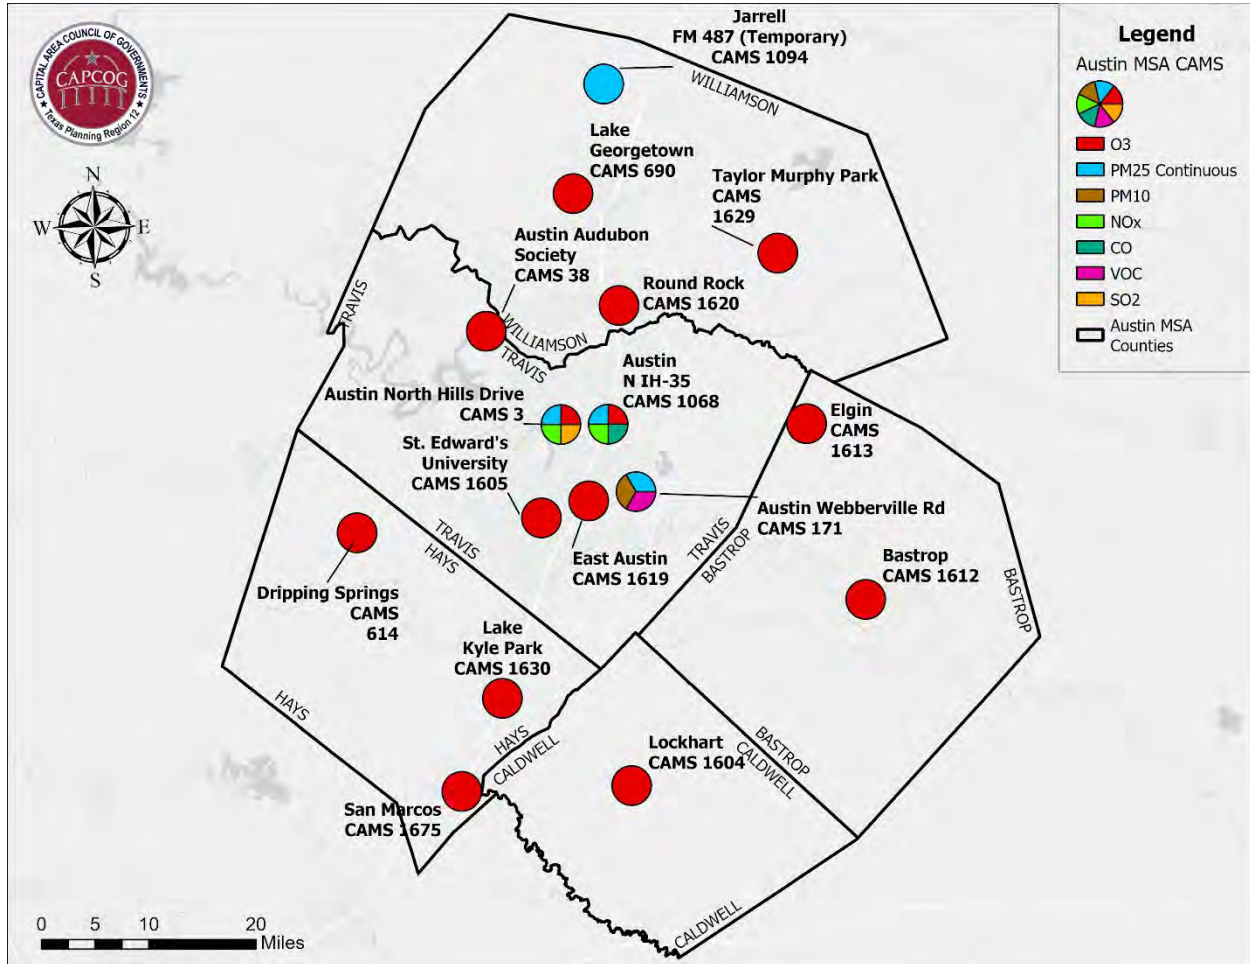 CAPITAL AREA COUNCIL OF GOVERNMENTS
CAPCOG
Texas Planning Region 12
N
W
E
S
Jarrell
FM 487 (Temporary)
CAMS 1094
WILLIAMSON
Lake
Georgetown
CAMS 690
Taylor Murphy Park
CAMS
1629
Austin Audubon
Society
CAMS 38
Round Rock
CAMS 1620
TRAVIS
WILLIAMSON
TRAVIS
Austin
N IH-35
CAMS 1068
Austin North Hills Drive
CAMS 3
Elgin
CAMS
1613
St. Edward's
University
CAMS 1605
Austin Webberville Rd
CAMS 171
TRAVIS
HAYS
TRAVIS
BASTROP
East Austin
CAMS 1619
Bastrop
CAMS 1612
BASTROP
Dripping Springs
CAMS
614
Lake
Kyle Park
CAMS 1630
HAYS
HAYS
CALDWELL
Lockhart
CAMS 1604
BASTROP
CALDWELL
San Marcos
CAMS 1675
CALDWELL
0 5 10 20
Miles
Legend
Austin MSA CAMS
O3
PM25 Continuous
PM10
NOx
CO
VOC
SO2
Austin MSA
Counties